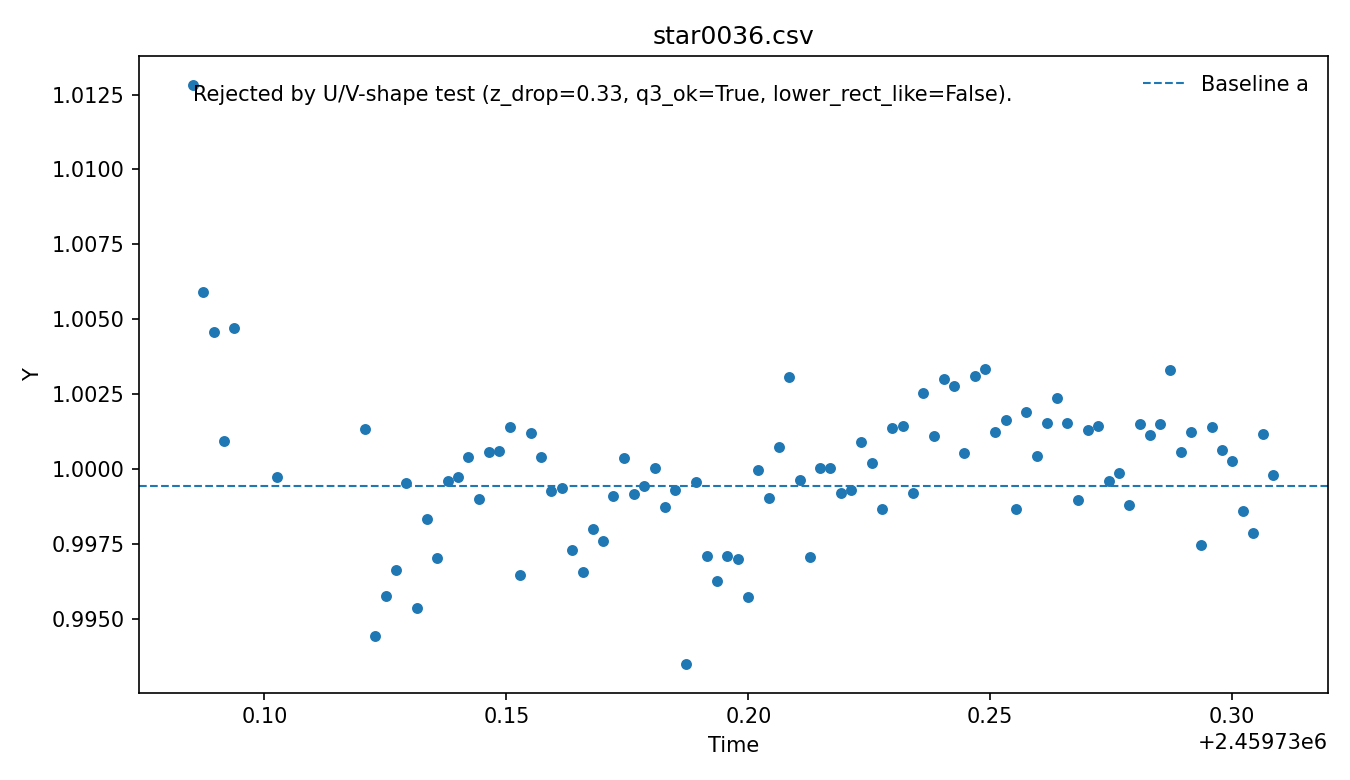 star0036.csv
Rejected by U/V-shape test (z_drop=0.33, q3_ok=True, lower_rect_like=False).
Baseline a
1.0125
1.0100
1.0075
1.0050
1.0025
1.0000
0.9975
0.9950
Y
0.10 0.15 0.20 0.25 0.30
Time
+2.45973e6